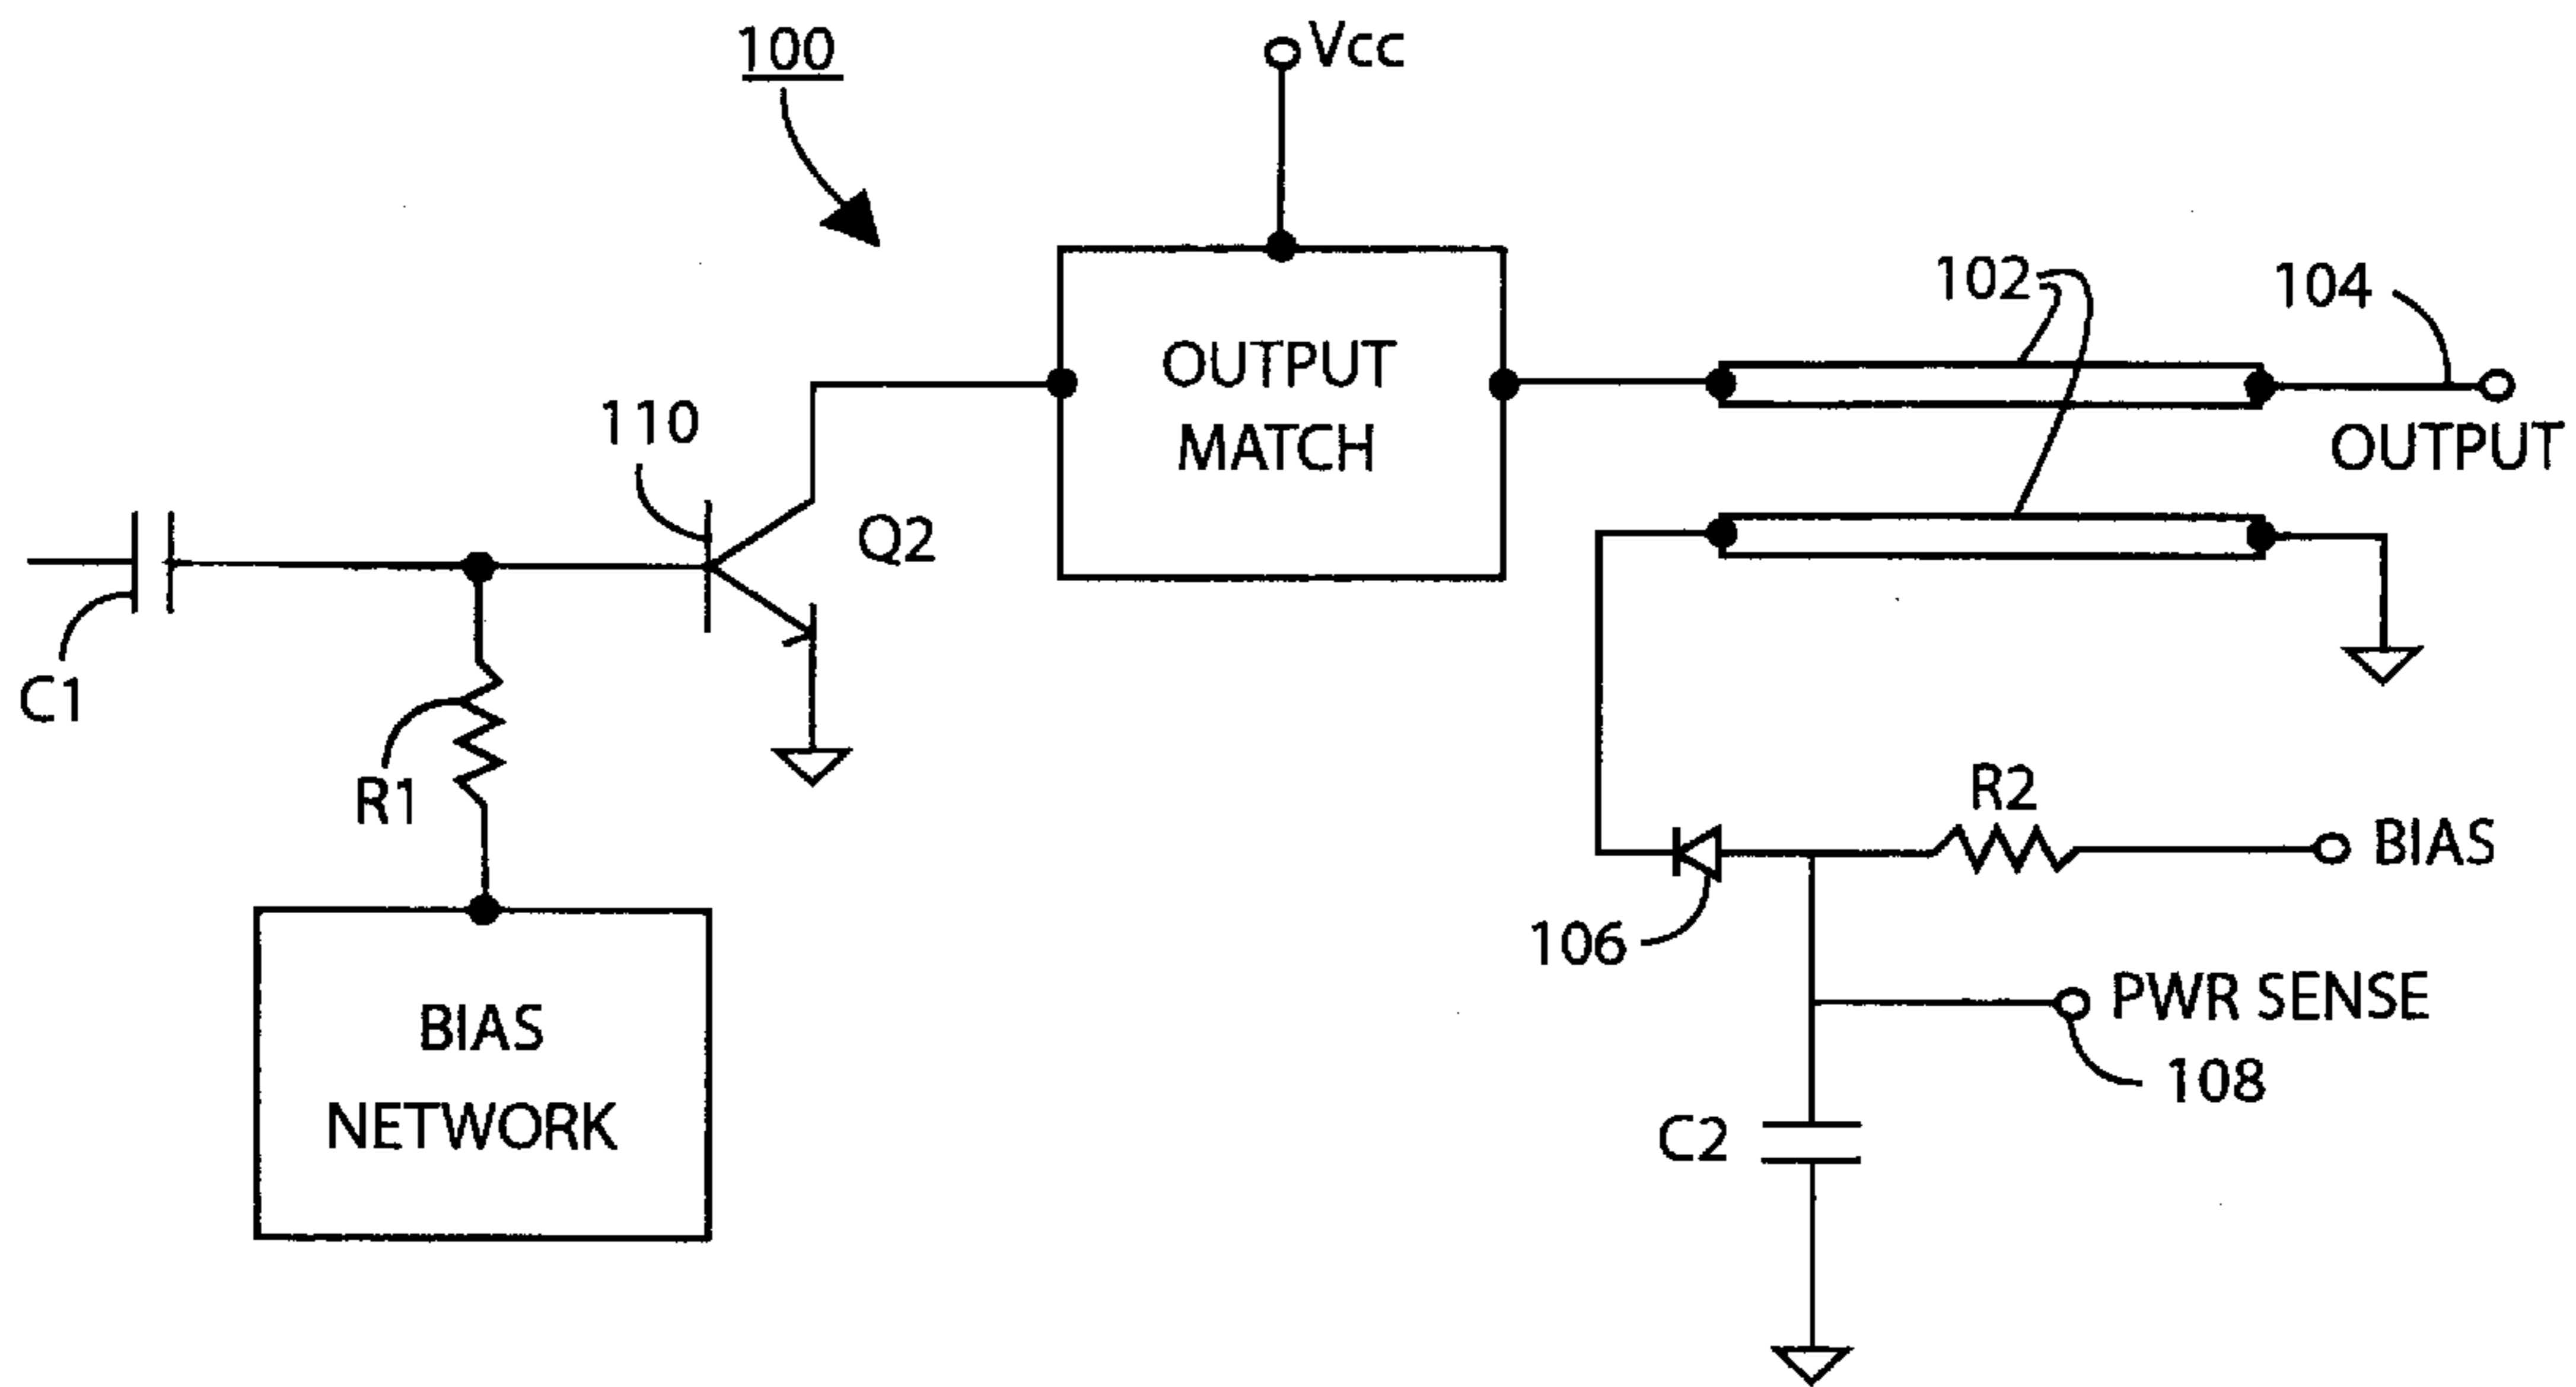 100
Vcc
102
104
OUTPUT
MATCH
OUTPUT
110
Q2
C1
R1
R2
BIAS
106
PWR SENSE
108
BIAS
NETWORK
C2